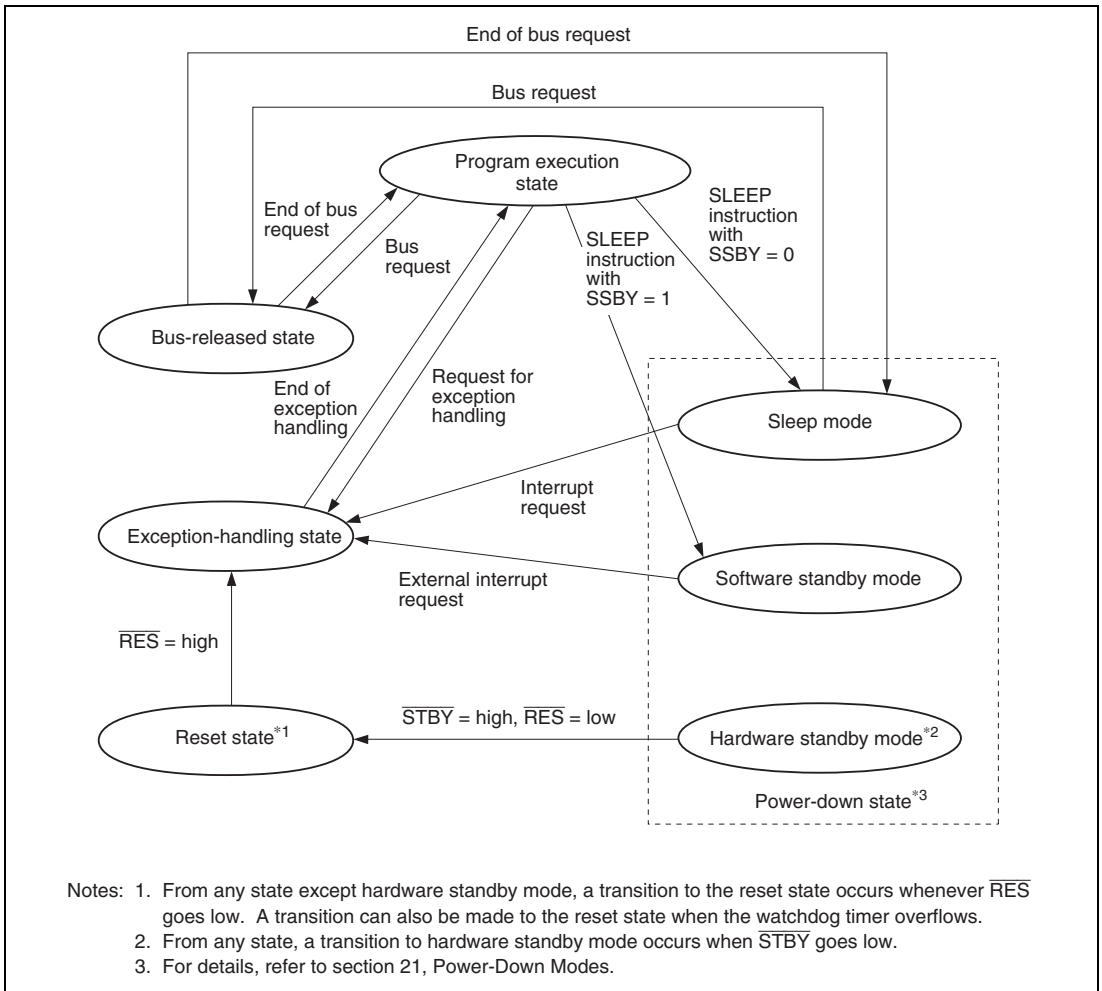 End of bus request
Bus request
Program execution
state
End of bus
request
Bus
request
SLEEP
instruction
with
SSBY = 1
SLEEP
instruction
with
SSBY = 0
Bus-released state
End of
exception
handling
Request for
exception
handling
Sleep mode
Interrupt
request
Exception-handling state
External interrupt
request
Software standby mode
R̅E̅S̅ = high
S̅T̅B̅Y̅ = high, R̅E̅S̅ = low
Reset state*1
Hardware standby mode*2
Power-down state*3
Notes: 1. From any state except hardware standby mode, a transition to the reset state occurs whenever R̅E̅S̅
goes low. A transition can also be made to the reset state when the watchdog timer overflows.
2. From any state, a transition to hardware standby mode occurs when S̅T̅B̅Y̅ goes low.
3. For details, refer to section 21, Power-Down Modes.